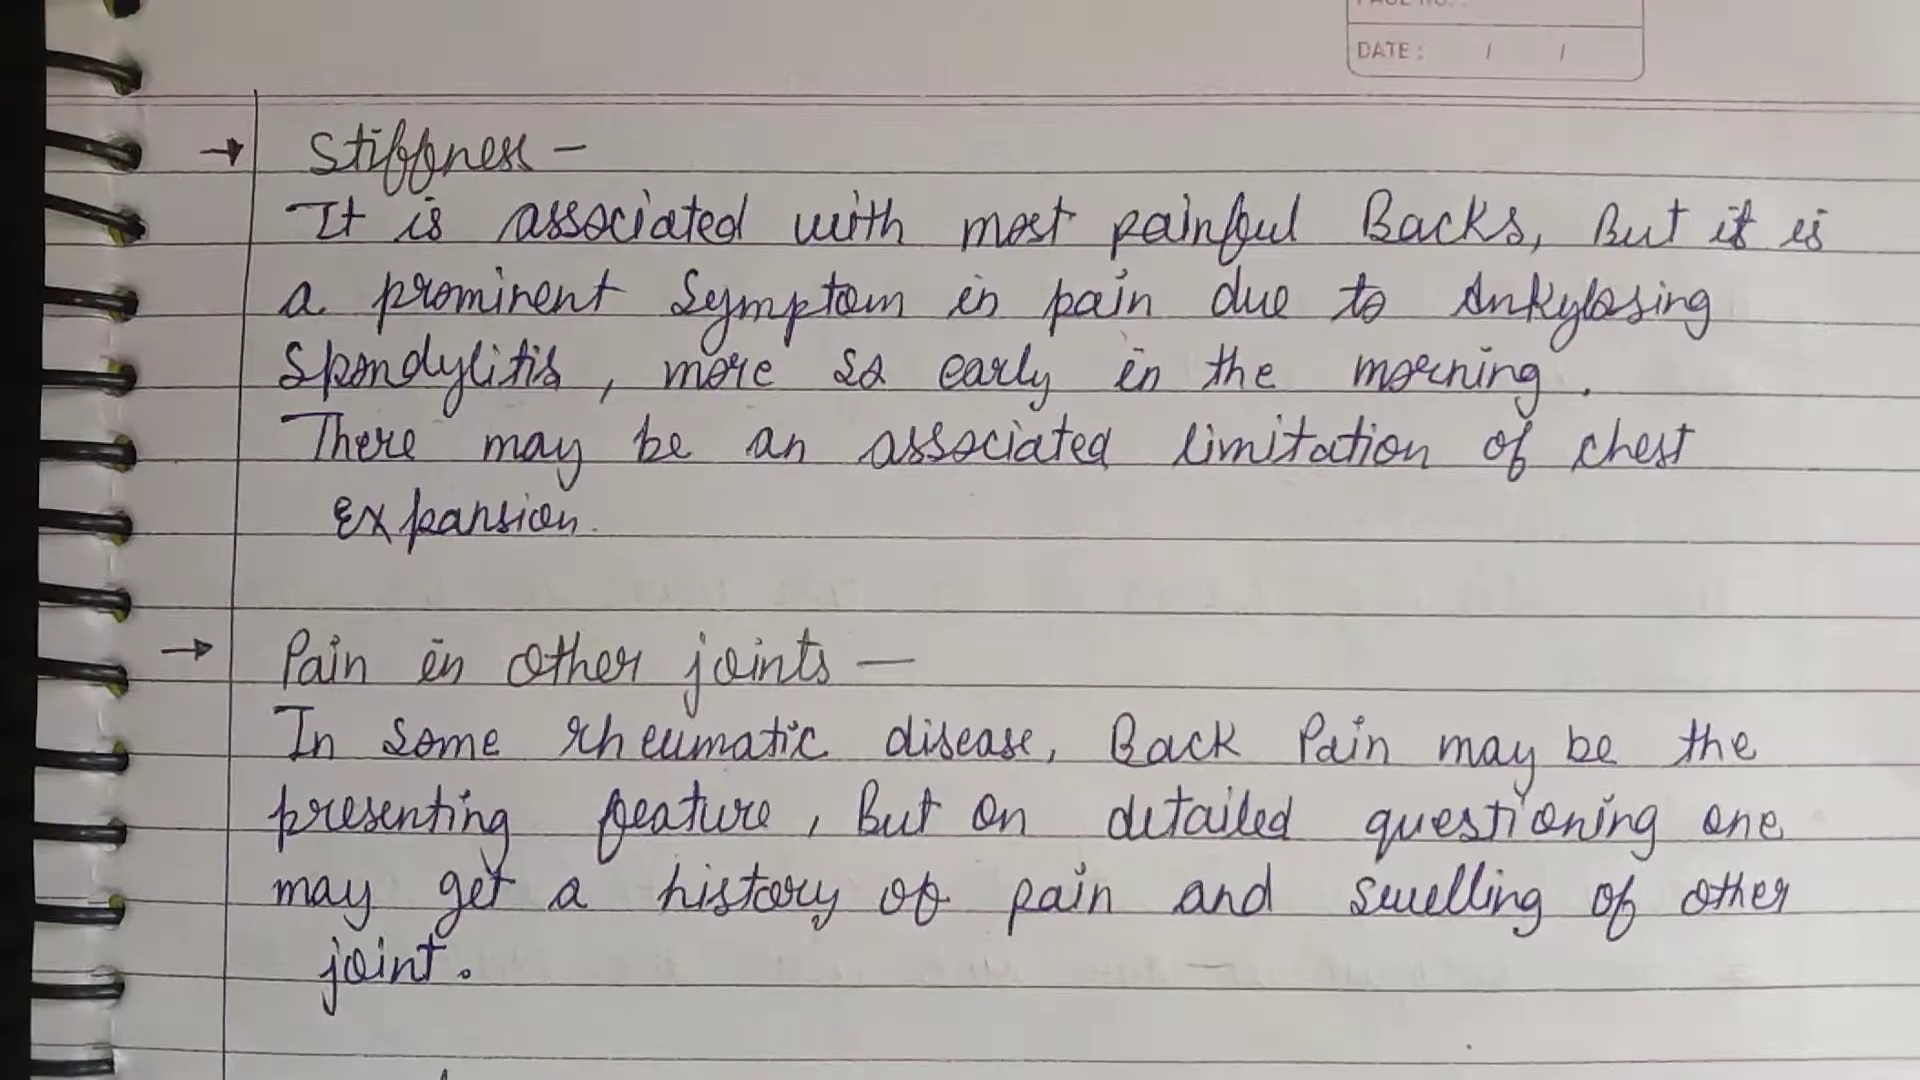 DATE : / /
→ Stiffness -
It is associated with most painful Backs, But it is
a prominent Symptom in pain due to Ankylosing
Spondylitis, more so early in the morning.
There may be an associated limitation of chest
Expansion.
→ Pain in Other joints -
In Some rheumatic disease, Back Pain may be the
presenting feature, But on detailed questioning one
may get a history of pain and swelling of other
joint.